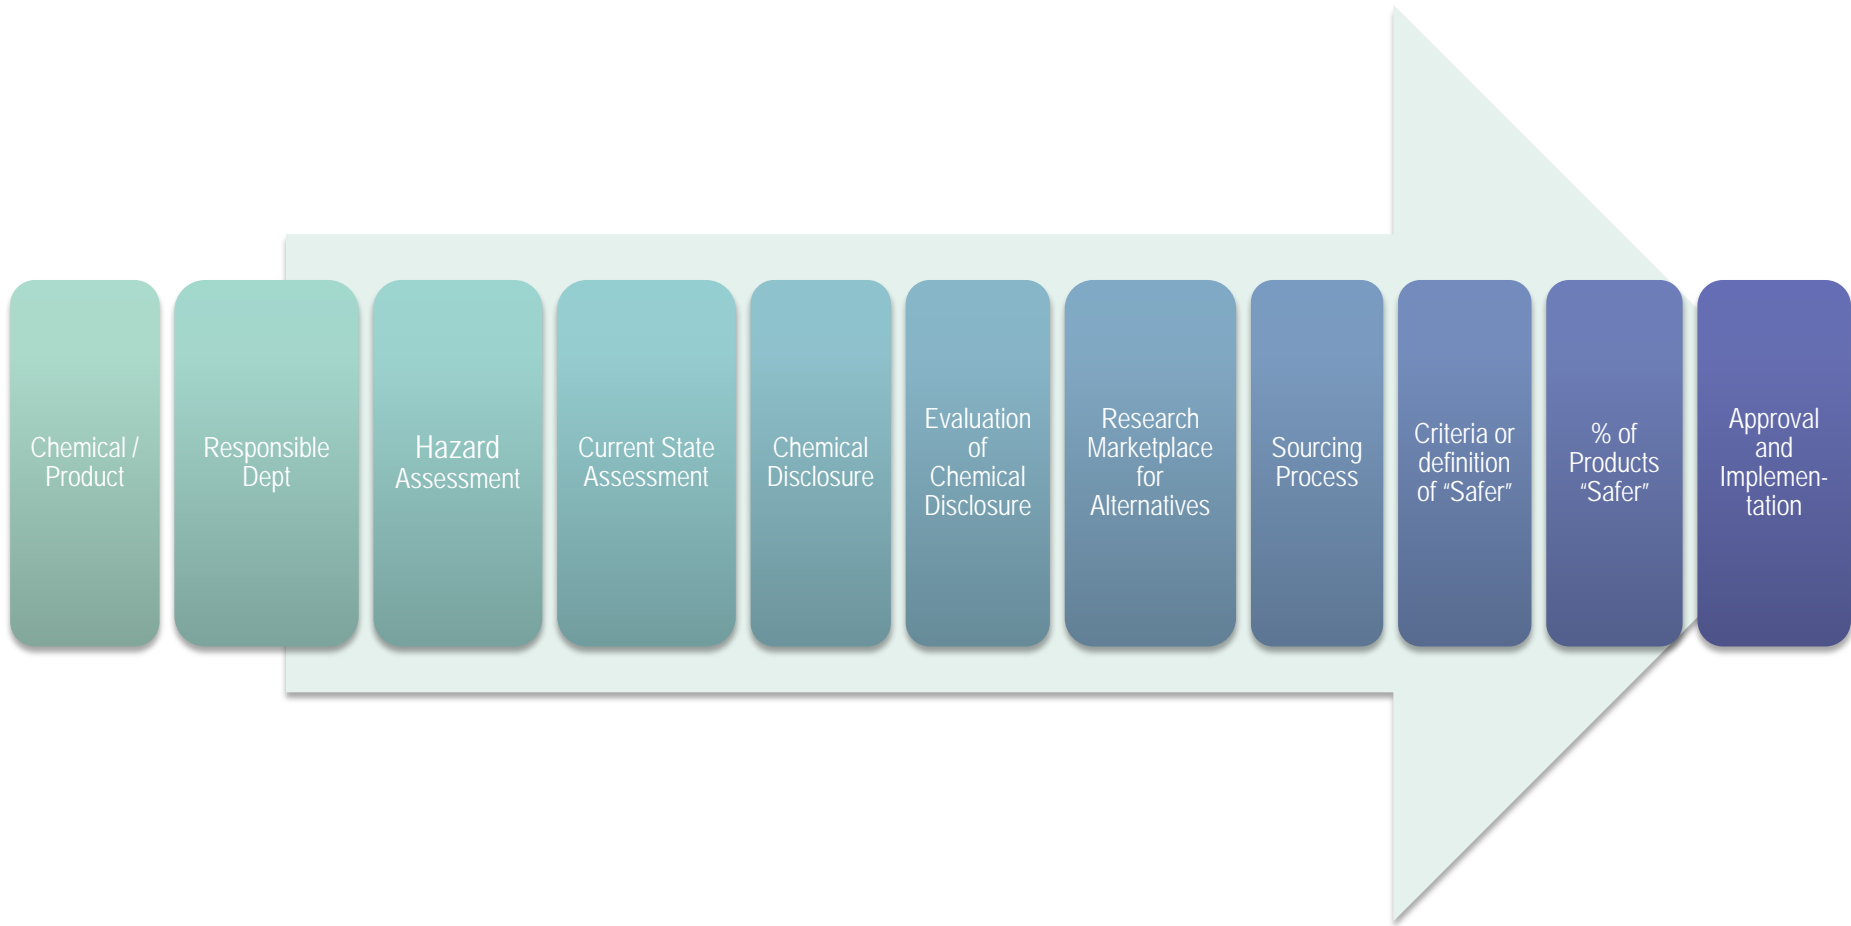 Chemical /
Product
Responsible
Dept
Hazard
Assessment
Current State
Assessment
Chemical
Disclosure
Evaluation
of
Chemical
Disclosure
Research
Marketplace
for
Alternatives
Sourcing
Process
Criteria or
definition
of “Safer”
% of
Products
“Safer”
Approval
and
Implemen-
tation